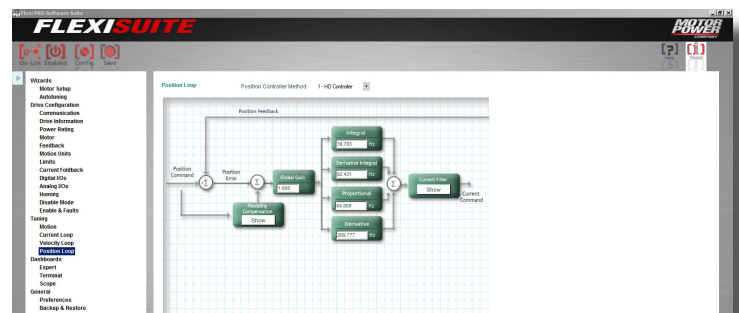 Flexi PRO Software Suite
FLEXISUITE
MOTOR
POWER
COMPANY
On-Line Enabled Config Save
Help Assist
Wizards
Motor Setup
Autotuning
Drive Configuration
Communication
Drive Information
Power Rating
Motor
Feedback
Motion Units
Limits
Current Foldback
Digital I/Os
Analog I/Os
Homing
Disable Mode
Enable & Faults
Tuning
Motion
Current Loop
Velocity Loop
Position Loop
Dashboards
Expert
Terminal
Scope
General
Preferences
Backup & Restore
Position Loop
Position Controller Method 1 - HD Controller
Position Feedback
Position
Command
Position
Error
Σ
Σ
Global Gain
1.000
Flexibility
Compensation
Show
Integral
39.793 Hz
Derivative Integral
92.431 Hz
Proportional
64.809 Hz
Derivative
209.777 Hz
Σ
Current Filter
Show
Current
Command